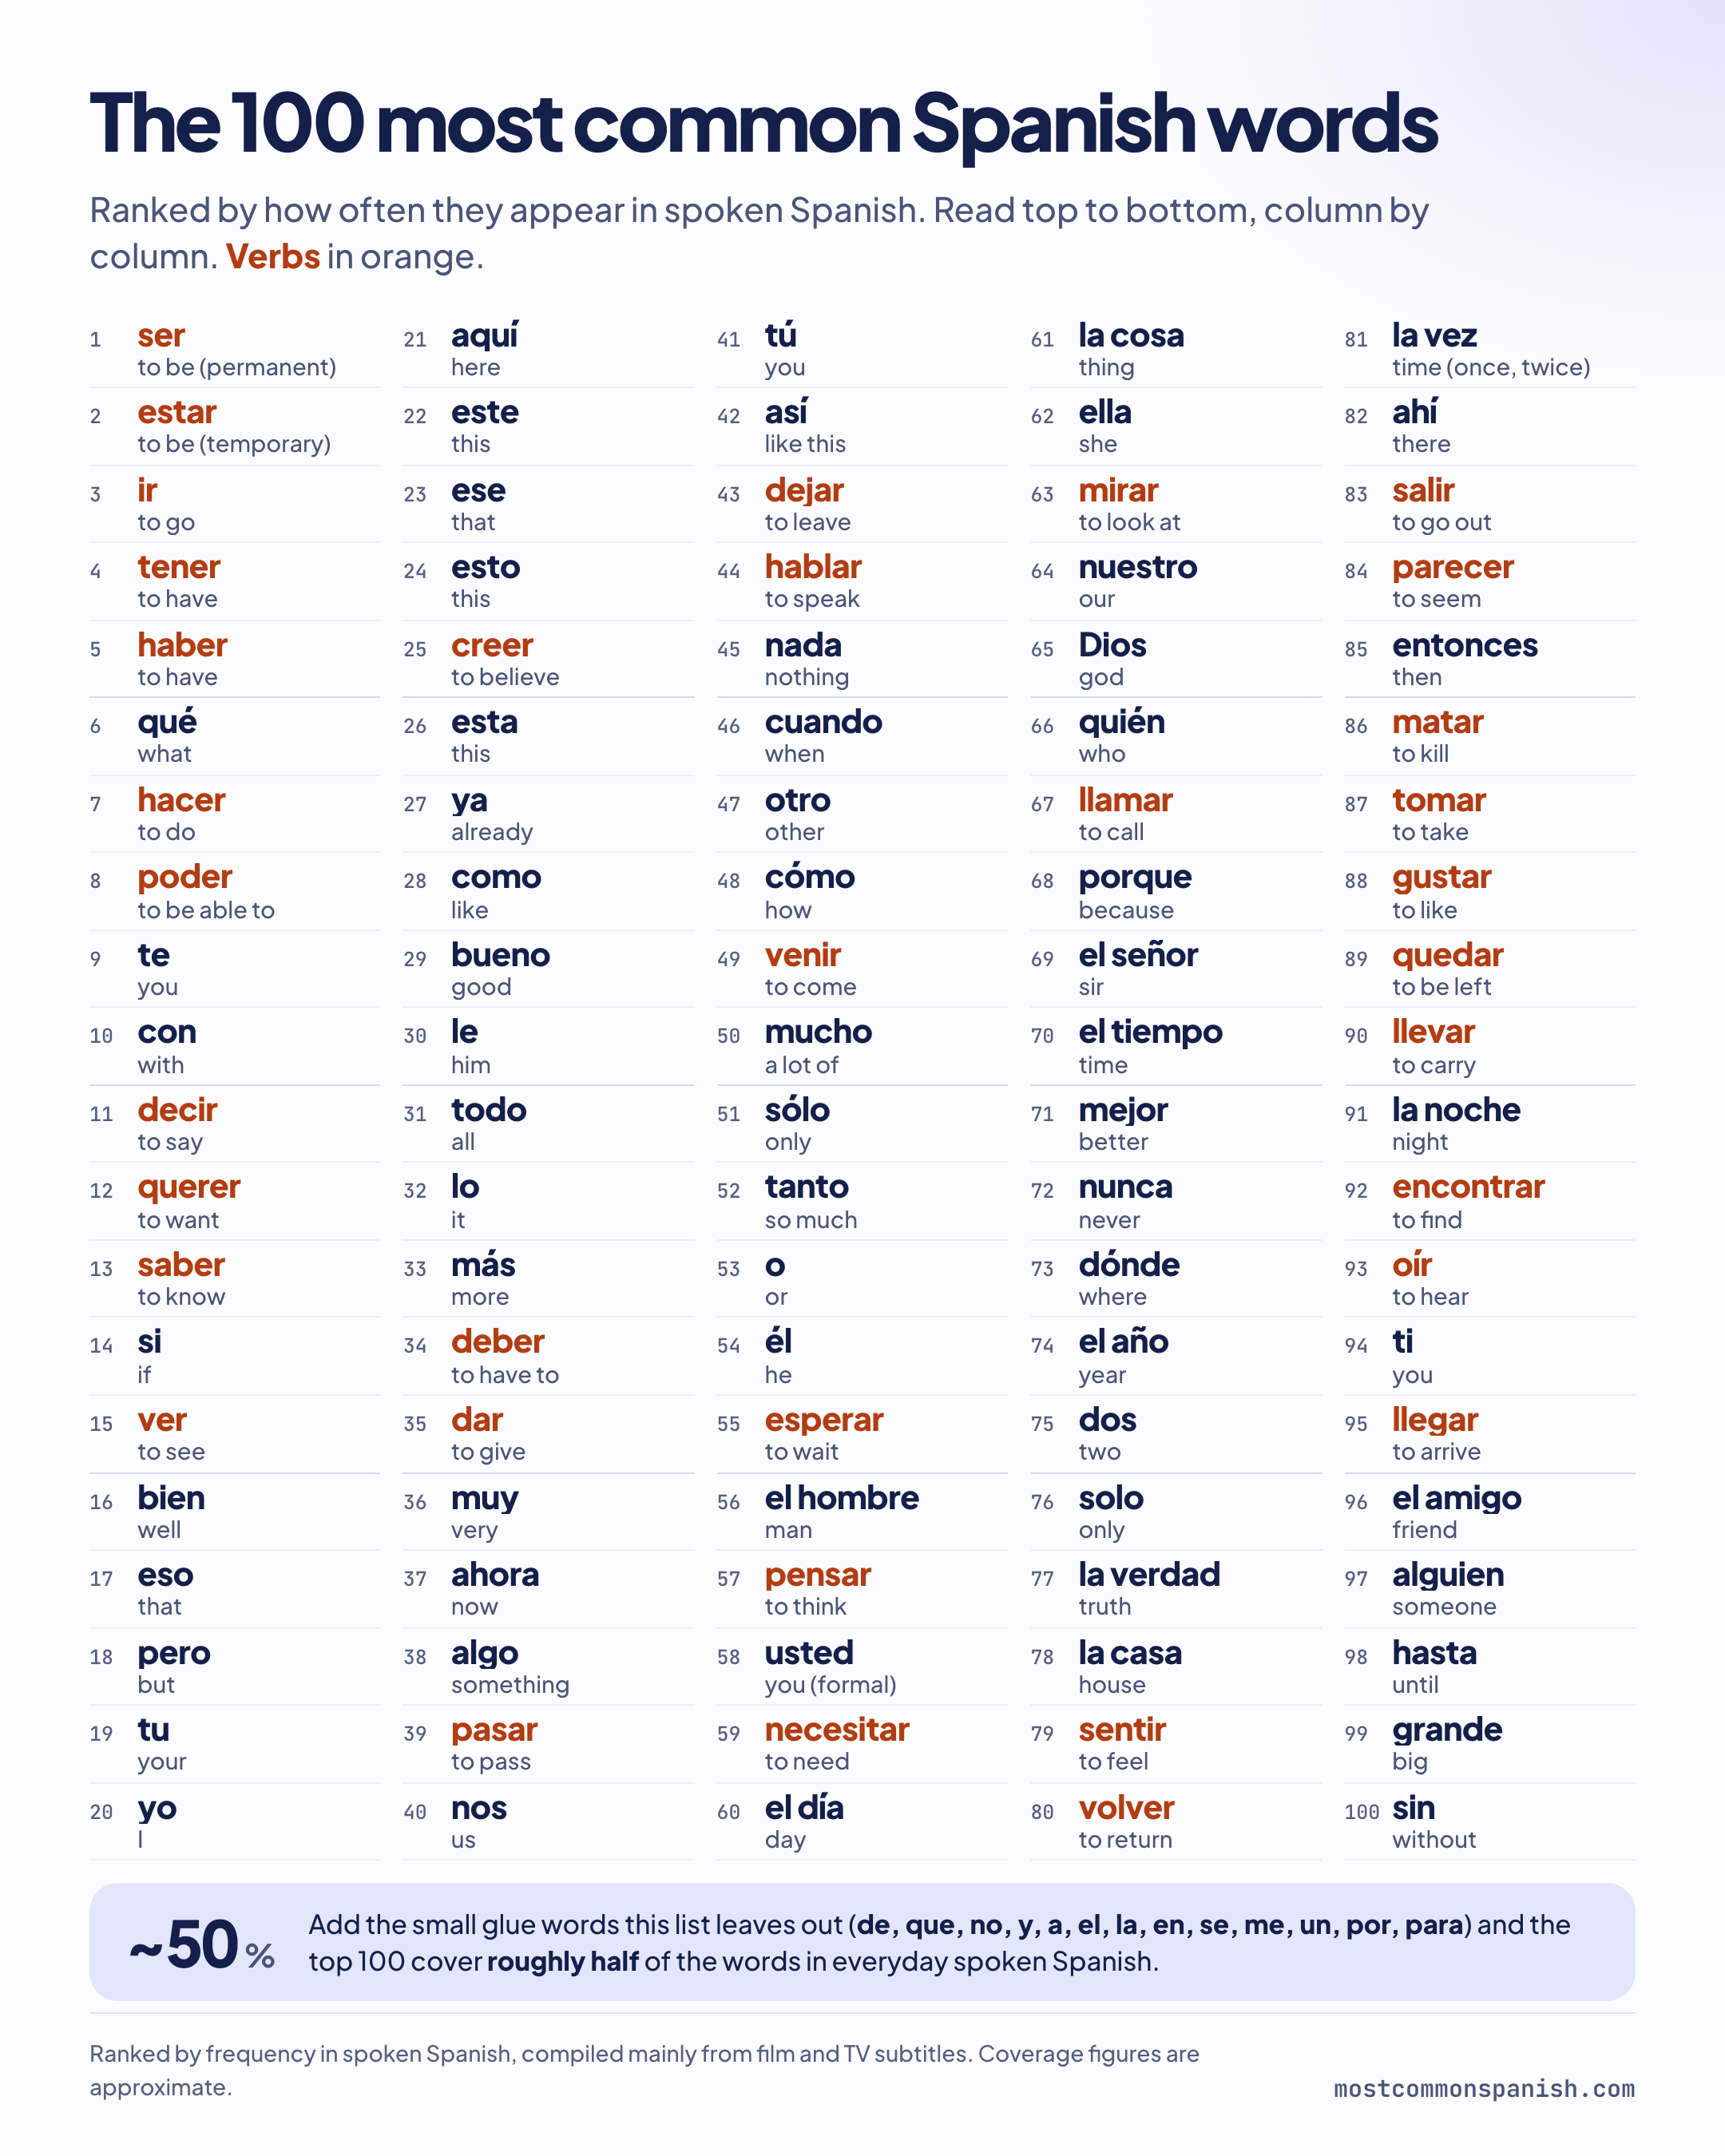 The 100 most common Spanish words
Ranked by how often they appear in spoken Spanish. Read top to bottom, column by
column. Verbs in orange.
1 ser
to be (permanent)
2 estar
to be (temporary)
3 ir
to go
4 tener
to have
5 haber
to have
6 qué
what
7 hacer
to do
8 poder
to be able to
9 te
you
10 con
with
11 decir
to say
12 querer
to want
13 saber
to know
14 si
if
15 ver
to see
16 bien
well
17 eso
that
18 pero
but
19 tu
your
20 yo
I
21 aquí
here
22 este
this
23 ese
that
24 esto
this
25 creer
to believe
26 esta
this
27 ya
already
28 como
like
29 bueno
good
30 le
him
31 todo
all
32 lo
it
33 más
more
34 deber
to have to
35 dar
to give
36 muy
very
37 ahora
now
38 algo
something
39 pasar
to pass
40 nos
us
41 tú
you
42 así
like this
43 dejar
to leave
44 hablar
to speak
45 nada
nothing
46 cuando
when
47 otro
other
48 cómo
how
49 venir
to come
50 mucho
a lot of
51 sólo
only
52 tanto
so much
53 o
or
54 él
he
55 esperar
to wait
56 el hombre
man
57 pensar
to think
58 usted
you (formal)
59 necesitar
to need
60 el día
day
61 la cosa
thing
62 ella
she
63 mirar
to look at
64 nuestro
our
65 Dios
god
66 quién
who
67 llamar
to call
68 porque
because
69 el señor
sir
70 el tiempo
time
71 mejor
better
72 nunca
never
73 dónde
where
74 el año
year
75 dos
two
76 solo
only
77 la verdad
truth
78 la casa
house
79 sentir
to feel
80 volver
to return
81 la vez
time (once, twice)
82 ahí
there
83 salir
to go out
84 parecer
to seem
85 entonces
then
86 matar
to kill
87 tomar
to take
88 gustar
to like
89 quedar
to be left
90 llevar
to carry
91 la noche
night
92 encontrar
to find
93 oír
to hear
94 ti
you
95 llegar
to arrive
96 el amigo
friend
97 alguien
someone
98 hasta
until
99 grande
big
100 sin
without
~50 %
Add the small glue words this list leaves out (de, que, no, y, a, el, la, en, se, me, un, por, para) and the
top 100 cover roughly half of the words in everyday spoken Spanish.
Ranked by frequency in spoken Spanish, compiled mainly from film and TV subtitles. Coverage figures are
approximate.
mostcommonspanish.com